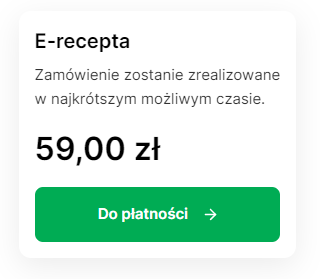 E-recepta
Zamówienie zostanie zrealizowane
w najkrótszym możliwym czasie.
59,00 zł
Do płatności →